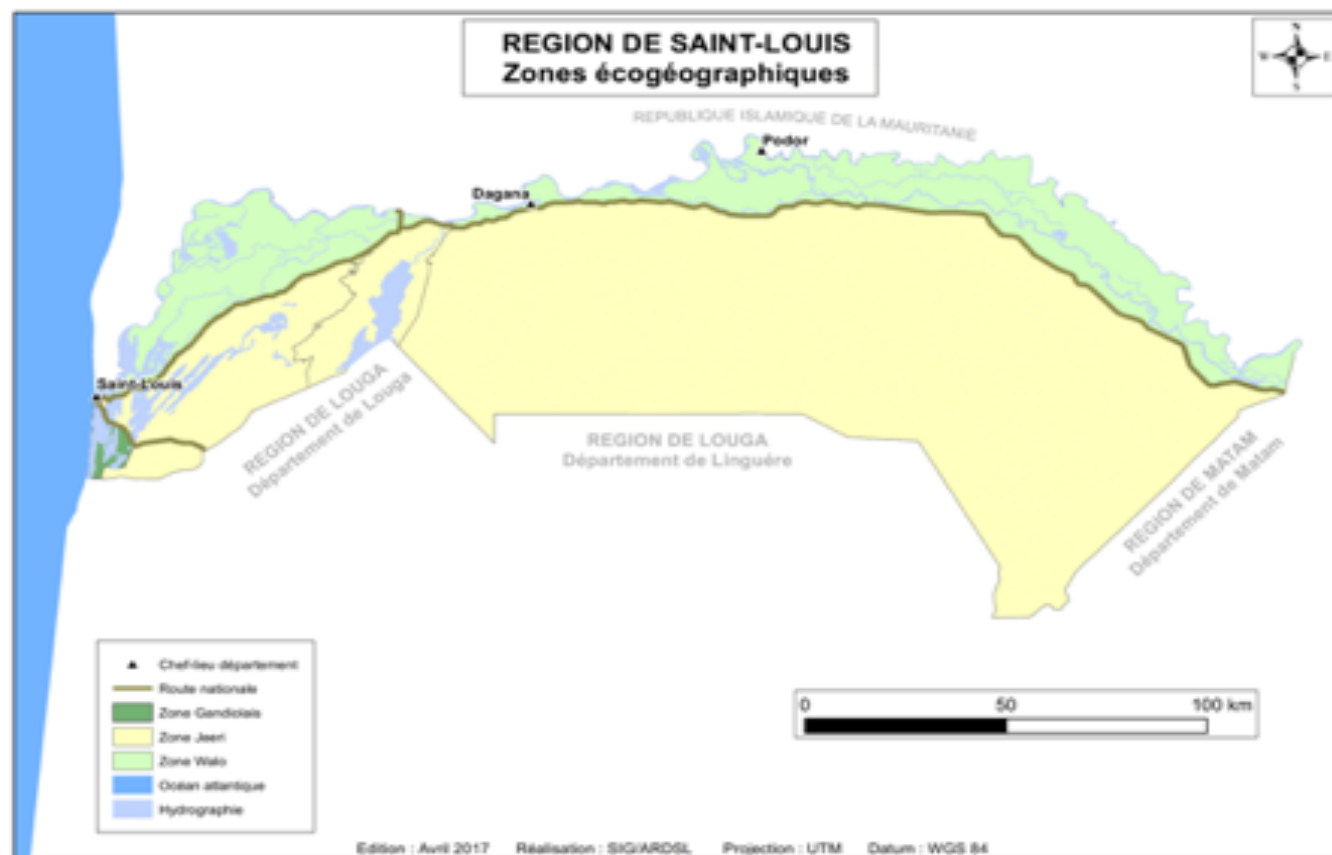 REGION DE SAINT-LOUIS
Zones écogéographiques
N
W E
S
REPUBLIQUE ISLAMIQUE DE LA MAURITANIE
Podor
Dagana
Saint-Louis
REGION DE LOUGA
Département de Louga
REGION DE LOUGA
Département de Linguère
REGION DE MATAM
Département de Matam
Chef-lieu département
Route nationale
Zone Gandiolais
Zone Jeeri
Zone Walo
Océan atlantique
Hydrographie
0 50 100 km
Edition : Avril 2017 Réalisation : SIG/ARDSL Projection : UTM Datum : WGS 84